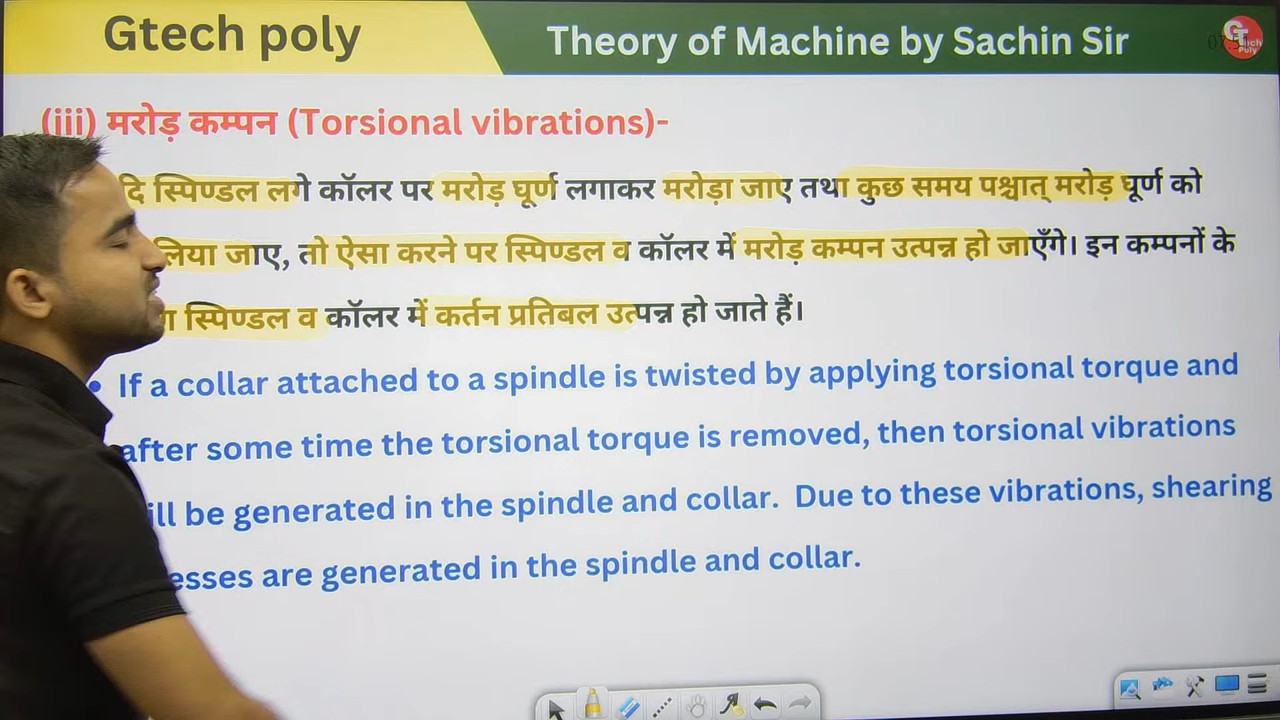 Gtech poly
Theory of Machine by Sachin Sir
(iii) मरोड़ कम्पन (Torsional vibrations)-
स्पिण्डल लगे कॉलर पर मरोड़ घूर्ण लगाकर मरोड़ा जाए तथा कुछ समय पश्चात् मरोड़ घूर्ण को
लिया जाए, तो ऐसा करने पर स्पिण्डल व कॉलर में मरोड़ कम्पन उत्पन्न हो जाएँगे। इन कम्पनों के
स्पिण्डल व कॉलर में कर्तन प्रतिबल उत्पन्न हो जाते हैं।
• If a collar attached to a spindle is twisted by applying torsional torque and
after some time the torsional torque is removed, then torsional vibrations
be generated in the spindle and collar. Due to these vibrations, shearing
are generated in the spindle and collar.